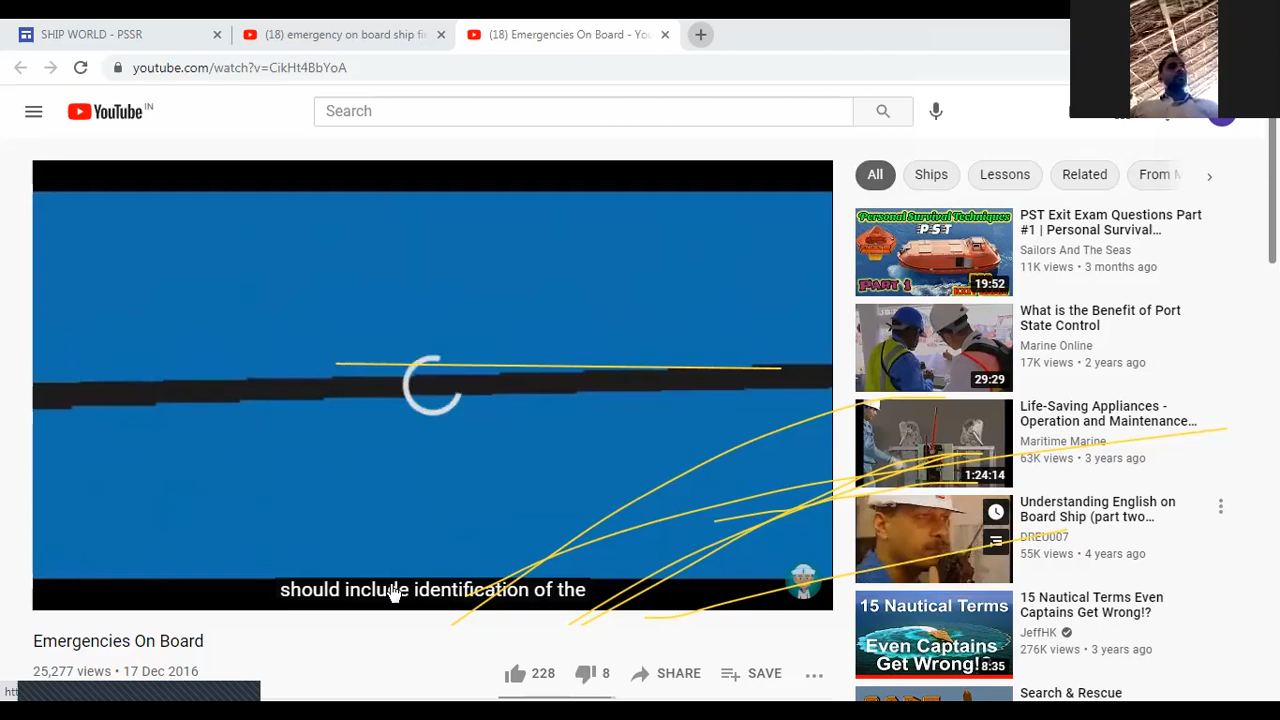 SHIP WORLD - PSSR
(18) emergency on board ship fi
(18) Emergencies On Board - You
youtube.com/watch?v=CikHt4BbYoA
YouTube IN
Search
All
Ships
Lessons
Related
From M
Personal Survival Techniques
PST
PART 1
19:52
PST Exit Exam Questions Part
#1 | Personal Survival…
Sailors And The Seas
11K views • 3 months ago
29:29
What is the Benefit of Port
State Control
Marine Online
17K views • 2 years ago
1:24:14
Life-Saving Appliances -
Operation and Maintenance…
Maritime Marine
63K views • 3 years ago
Understanding English on
Board Ship (part two…
DREU007
55K views • 4 years ago
15 Nautical Terms
Even Captains
Get Wrong!?
8:35
15 Nautical Terms Even
Captains Get Wrong!?
JeffHK
276K views • 3 years ago
Search & Rescue
should include identification of the
Emergencies On Board
25,277 views • 17 Dec 2016
228
8
SHARE
SAVE
htt